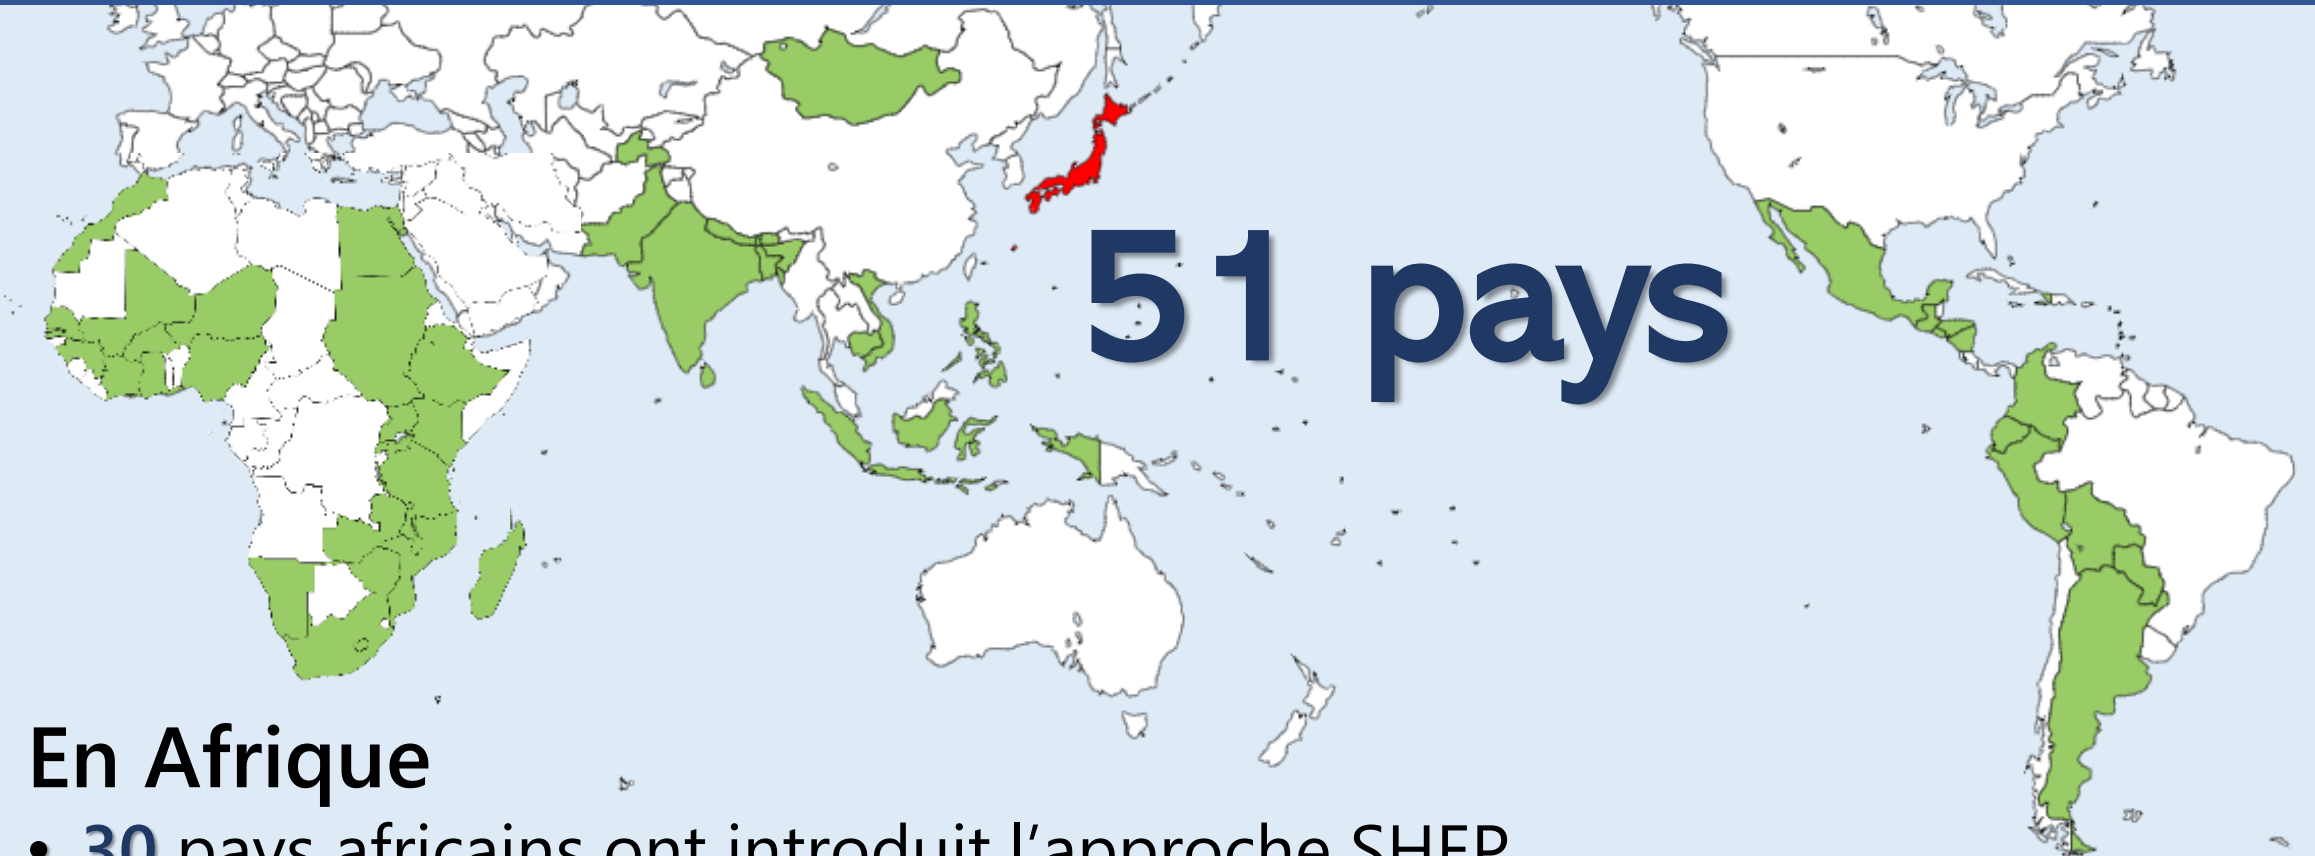 51 pays
En Afrique
• 30 pays africains ont introduit l’approche SHEP